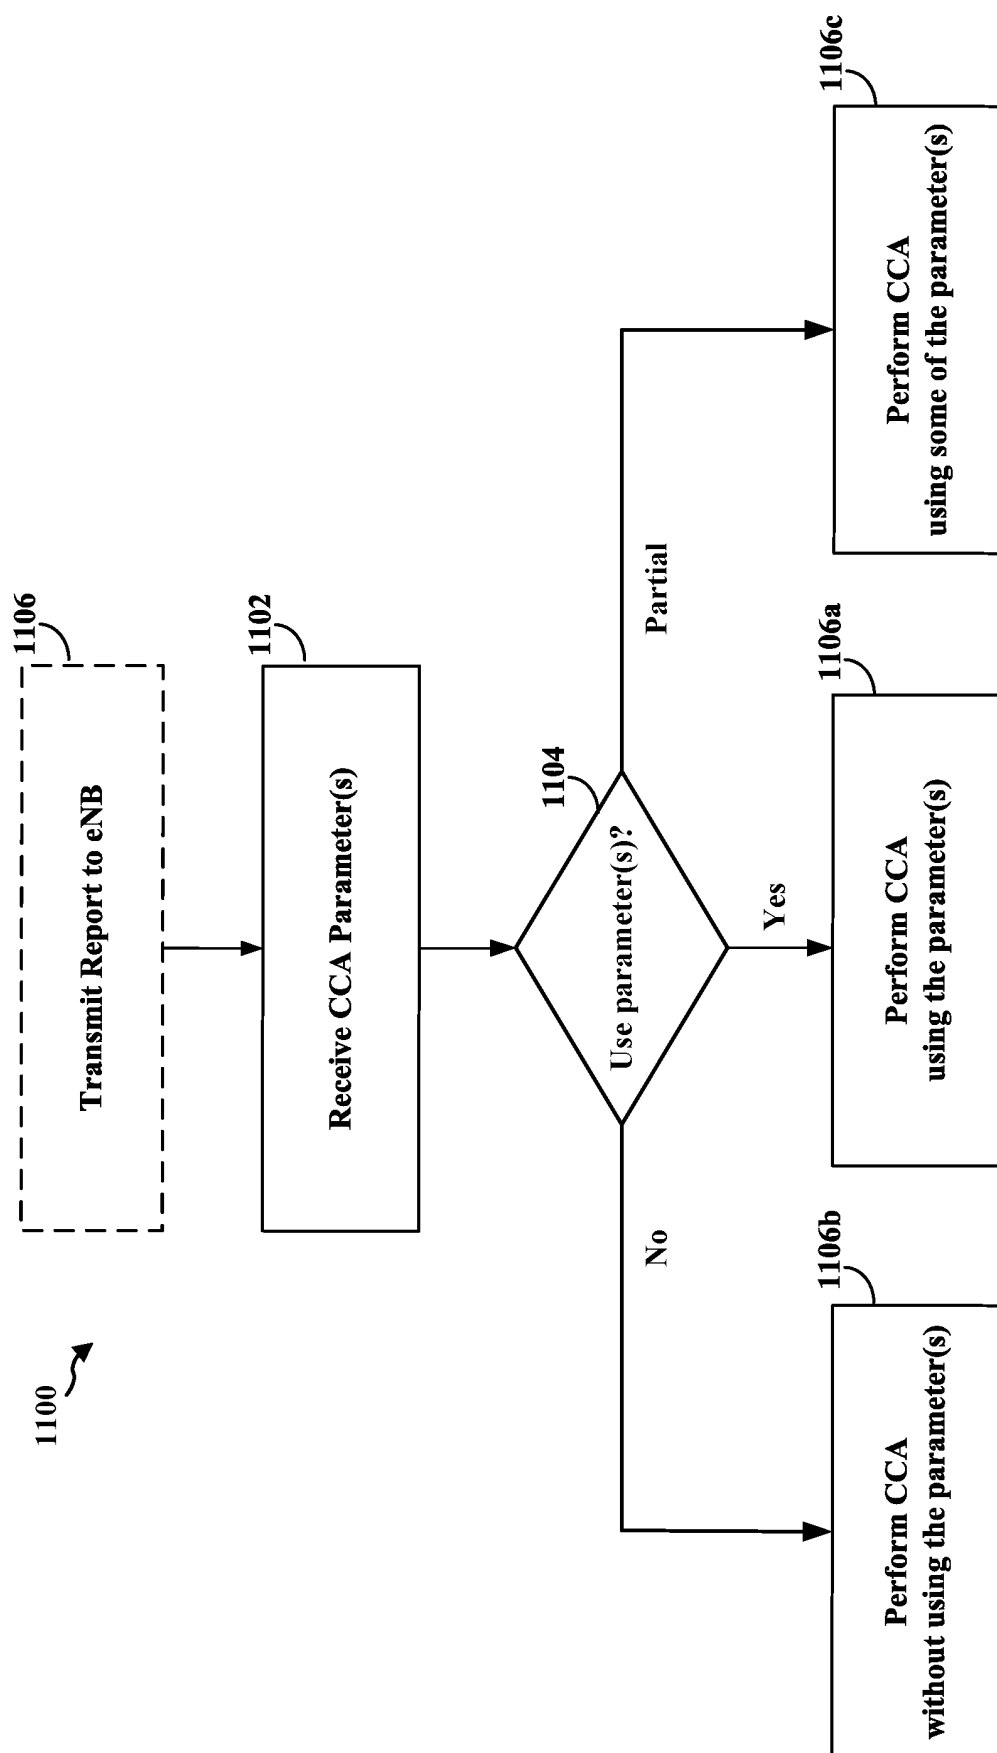 1100
1106
Transmit Report to eNB
1102
Receive CCA Parameter(s)
1104
Use parameter(s)?
No
Yes
Partial
1106b
Perform CCA
without using the parameter(s)
1106a
Perform CCA
using the parameter(s)
1106c
Perform CCA
using some of the parameter(s)